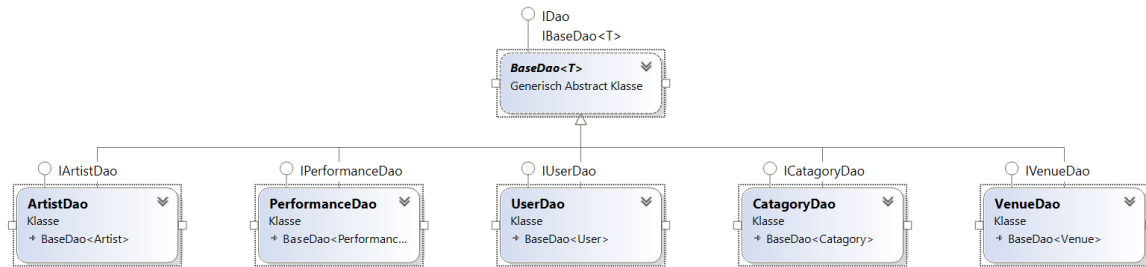 IDao
IBaseDao<T>
BaseDao<T>
Generisch Abstract Klasse
IArtistDao
ArtistDao
Klasse
BaseDao<Artist>
IPerformanceDao
PerformanceDao
Klasse
BaseDao<Performanc...
IUserDao
UserDao
Klasse
BaseDao<User>
ICatagoryDao
CatagoryDao
Klasse
BaseDao<Catagory>
IVenueDao
VenueDao
Klasse
BaseDao<Venue>